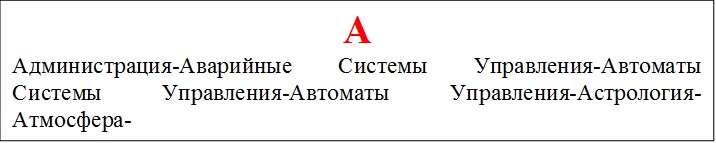 А
Администрация-Аварийные Системы Управления-Автоматы
Системы Управления-Автоматы Управления-Астрология-
Атмосфера-